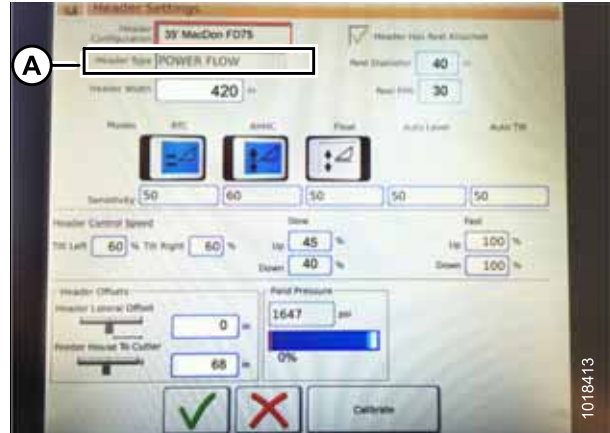 Header Settings
Header Configuration 35' MacDon FD75
Header Has Reel Attached
A
Header Type POWER FLOW
Reel Diameter 40 in
Header Width 420 in
Reel PPR 30
Modes RTC AHHC Float Auto Level Auto Tilt
Sensitivity 50 60 50 50 50
Header Control Speed Slow Fast
Tilt Left 60 % Tilt Right 60 % Up 45 % Up 100 %
Down 40 % Down 100 %
Header Offsets Field Pressure
Header Lateral Offset
0 in
1647 psi
Feeder House To Cutter
68 in
0%
Calibrate
1018413